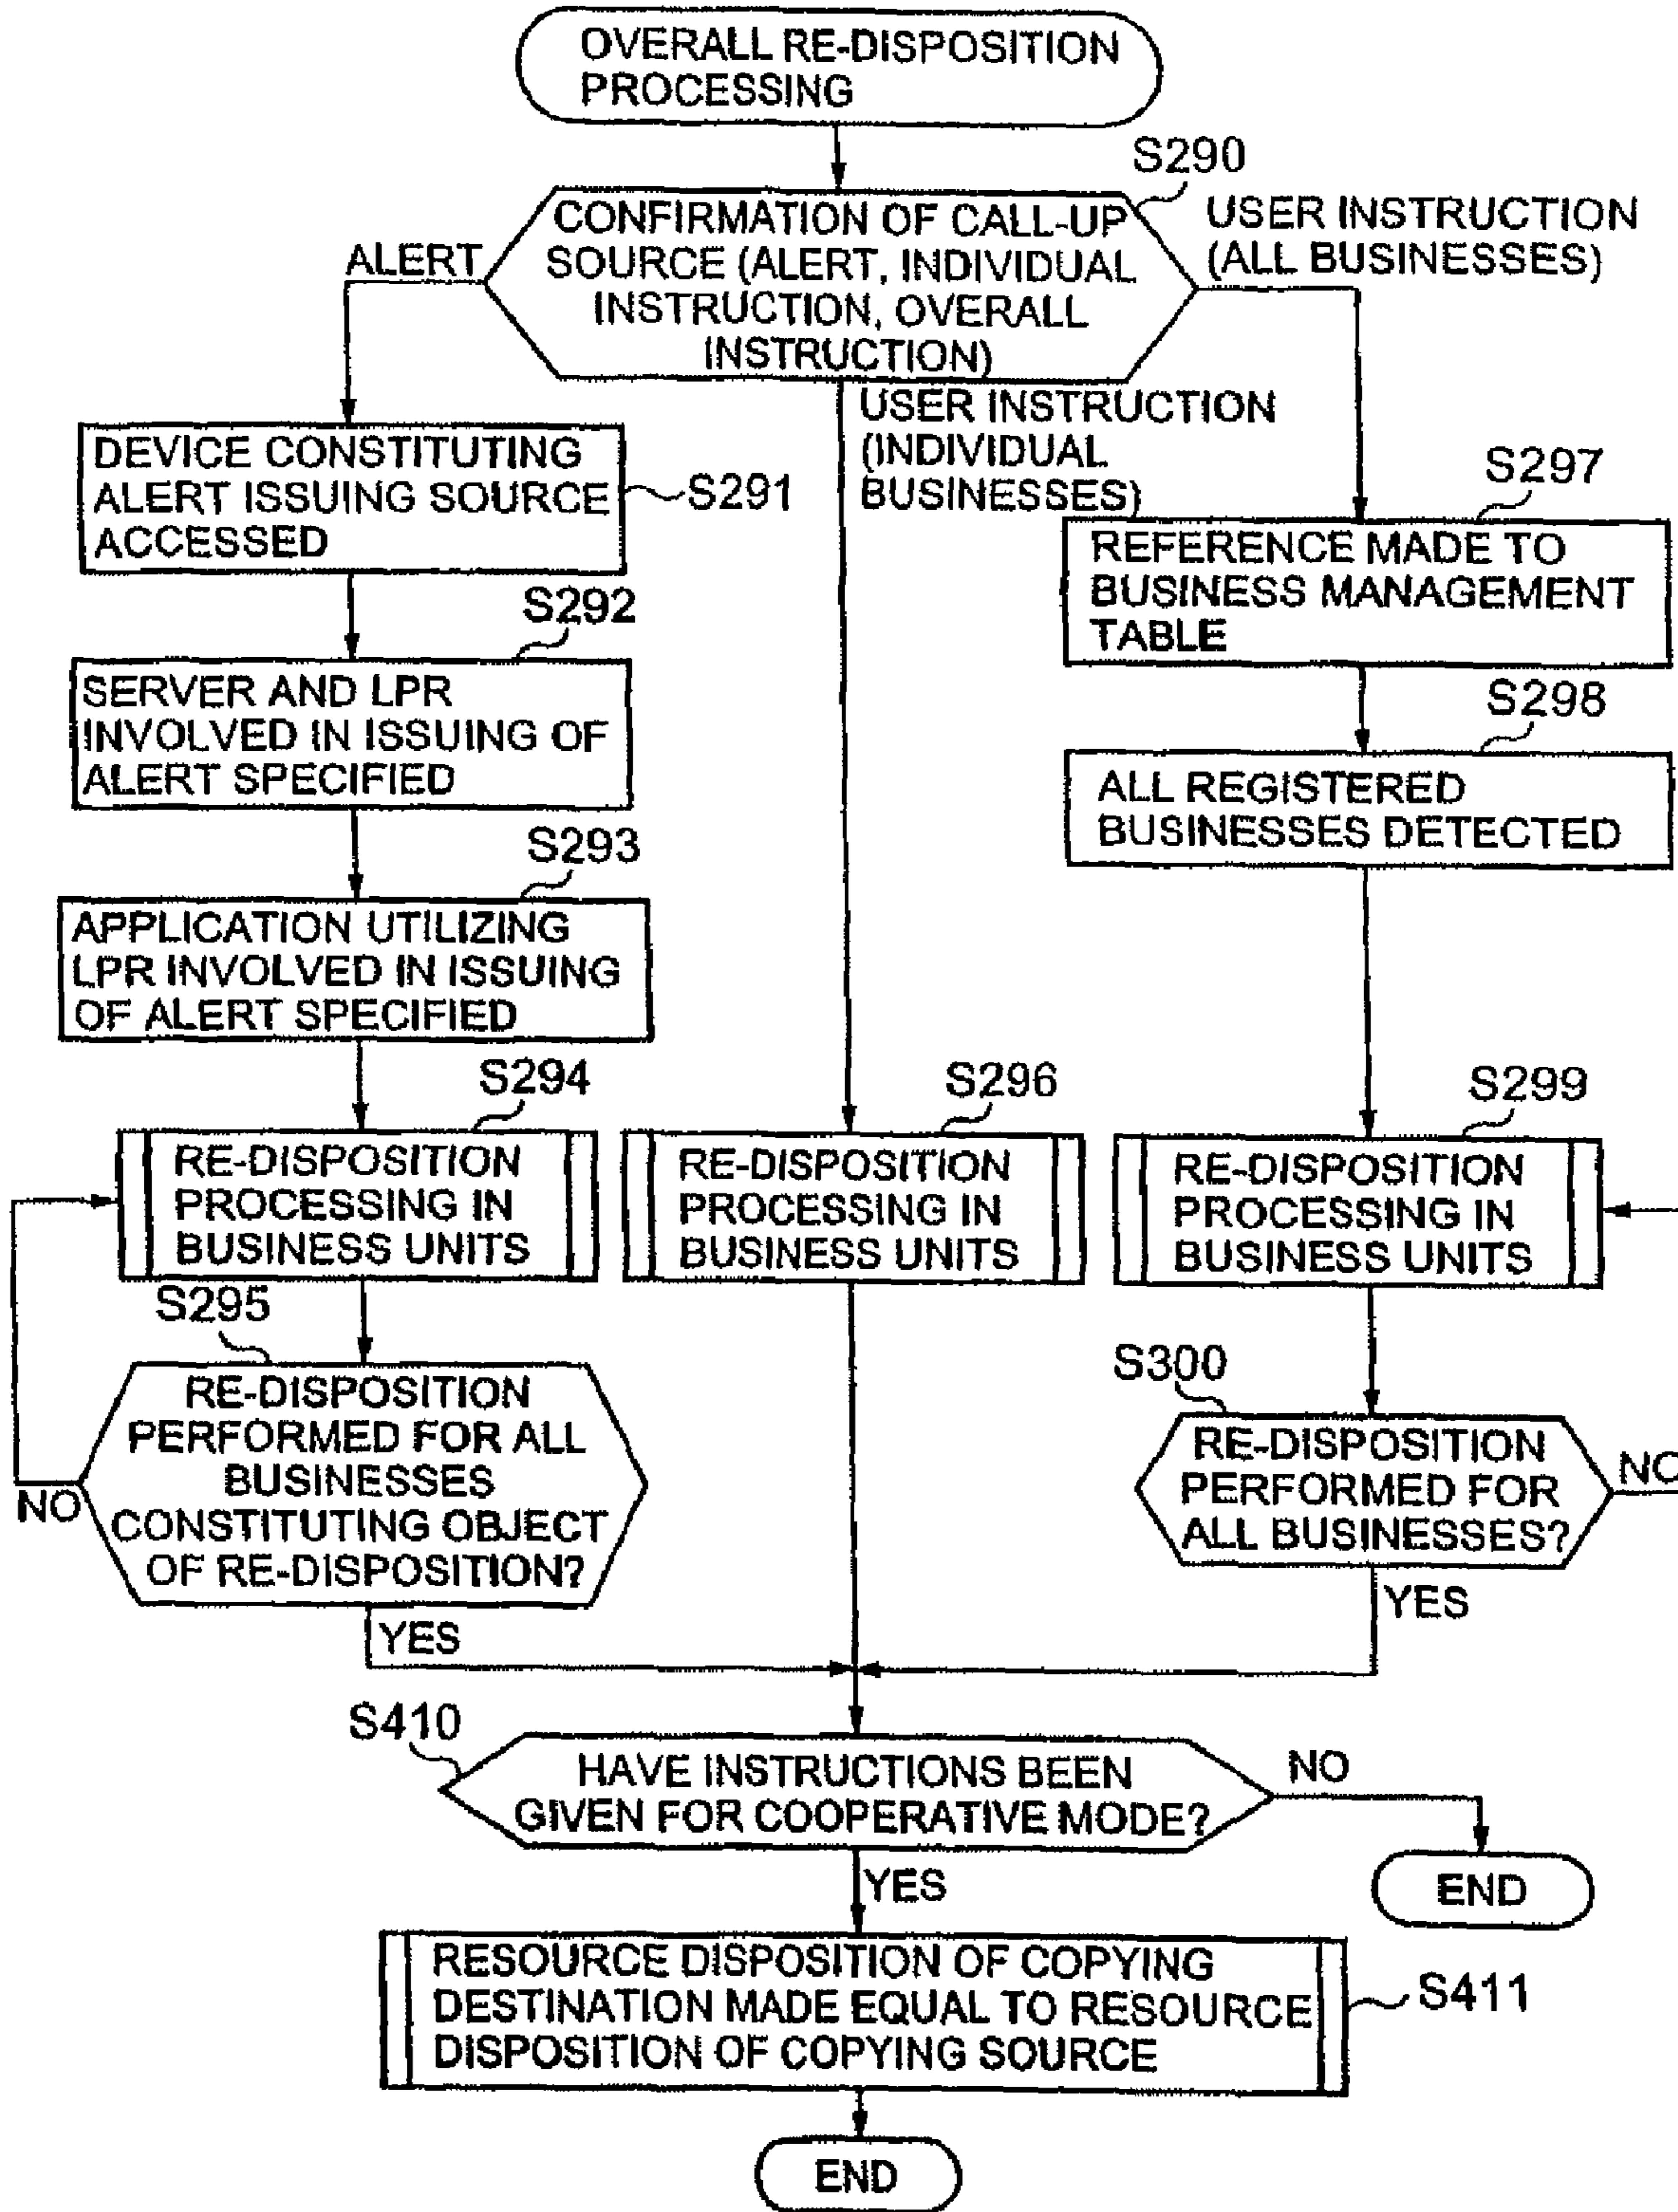 OVERALL RE-DISPOSITION
PROCESSING
S290
CONFIRMATION OF CALL-UP
SOURCE (ALERT, INDIVIDUAL
INSTRUCTION, OVERALL
INSTRUCTION)
ALERT
USER INSTRUCTION
(ALL BUSINESSES)
USER INSTRUCTION
(INDIVIDUAL
BUSINESSES)
DEVICE CONSTITUTING
ALERT ISSUING SOURCE
ACCESSED
S291
S292
SERVER AND LPR
INVOLVED IN ISSUING OF
ALERT SPECIFIED
S293
APPLICATION UTILIZING
LPR INVOLVED IN ISSUING
OF ALERT SPECIFIED
S294
RE-DISPOSITION
PROCESSING IN
BUSINESS UNITS
S295
RE-DISPOSITION
PERFORMED FOR ALL
BUSINESSES
CONSTITUTING OBJECT
OF RE-DISPOSITION?
NO
YES
S296
RE-DISPOSITION
PROCESSING IN
BUSINESS UNITS
S297
REFERENCE MADE TO
BUSINESS MANAGEMENT
TABLE
S298
ALL REGISTERED
BUSINESSES DETECTED
S299
RE-DISPOSITION
PROCESSING IN
BUSINESS UNITS
S300
RE-DISPOSITION
PERFORMED FOR
ALL BUSINESSES?
NO
YES
S410
HAVE INSTRUCTIONS BEEN
GIVEN FOR COOPERATIVE MODE?
NO
END
YES
RESOURCE DISPOSITION OF COPYING
DESTINATION MADE EQUAL TO RESOURCE
DISPOSITION OF COPYING SOURCE
S411
END